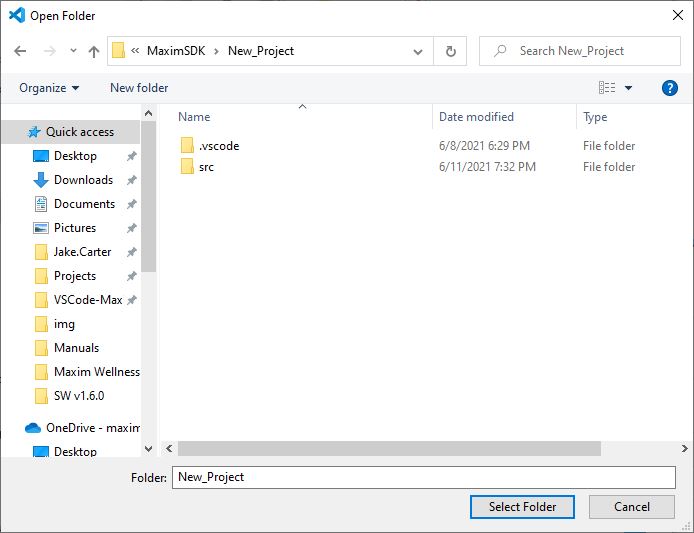 Open Folder
« MaximSDK > New_Project
Search New_Project
Organize
New folder
?
Name Date modified Type
.vscode 6/8/2021 6:29 PM File folder
src 6/11/2021 7:32 PM File folder
Quick access
Desktop
Downloads
Documents
Pictures
Jake.Carter
Projects
VSCode-Max
img
Manuals
Maxim Wellness
SW v1.6.0
OneDrive - maxim
Desktop
Folder: New_Project
Select Folder Cancel